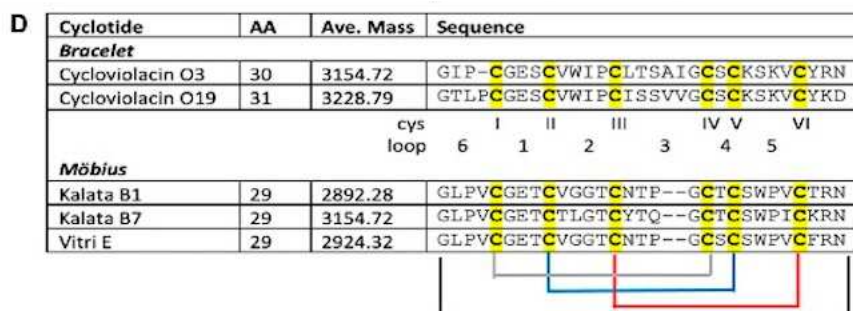 D
Cyclotide AA Ave. Mass Sequence
Bracelet
Cycloviolacin O3 30 3154.72 GIP-CGESCVWIPCLTSAIGCSCKSKVCYRN
Cycloviolacin O19 31 3228.79 GTLPCGESCVWIPCISSVVGCSCKSKVCYKD
cys I II III IV V VI
loop 6 1 2 3 4 5
Möbius
Kalata B1 29 2892.28 GLPVCGETCVGGTCNTP--GCTCSWPVCTRN
Kalata B7 29 3154.72 GLPVCGETCTLGTCYTQ--GCTCSWPICKRN
Vitri E 29 2924.32 GLPVCGETCVGGTCNTP--GCSCSWPVCFRN